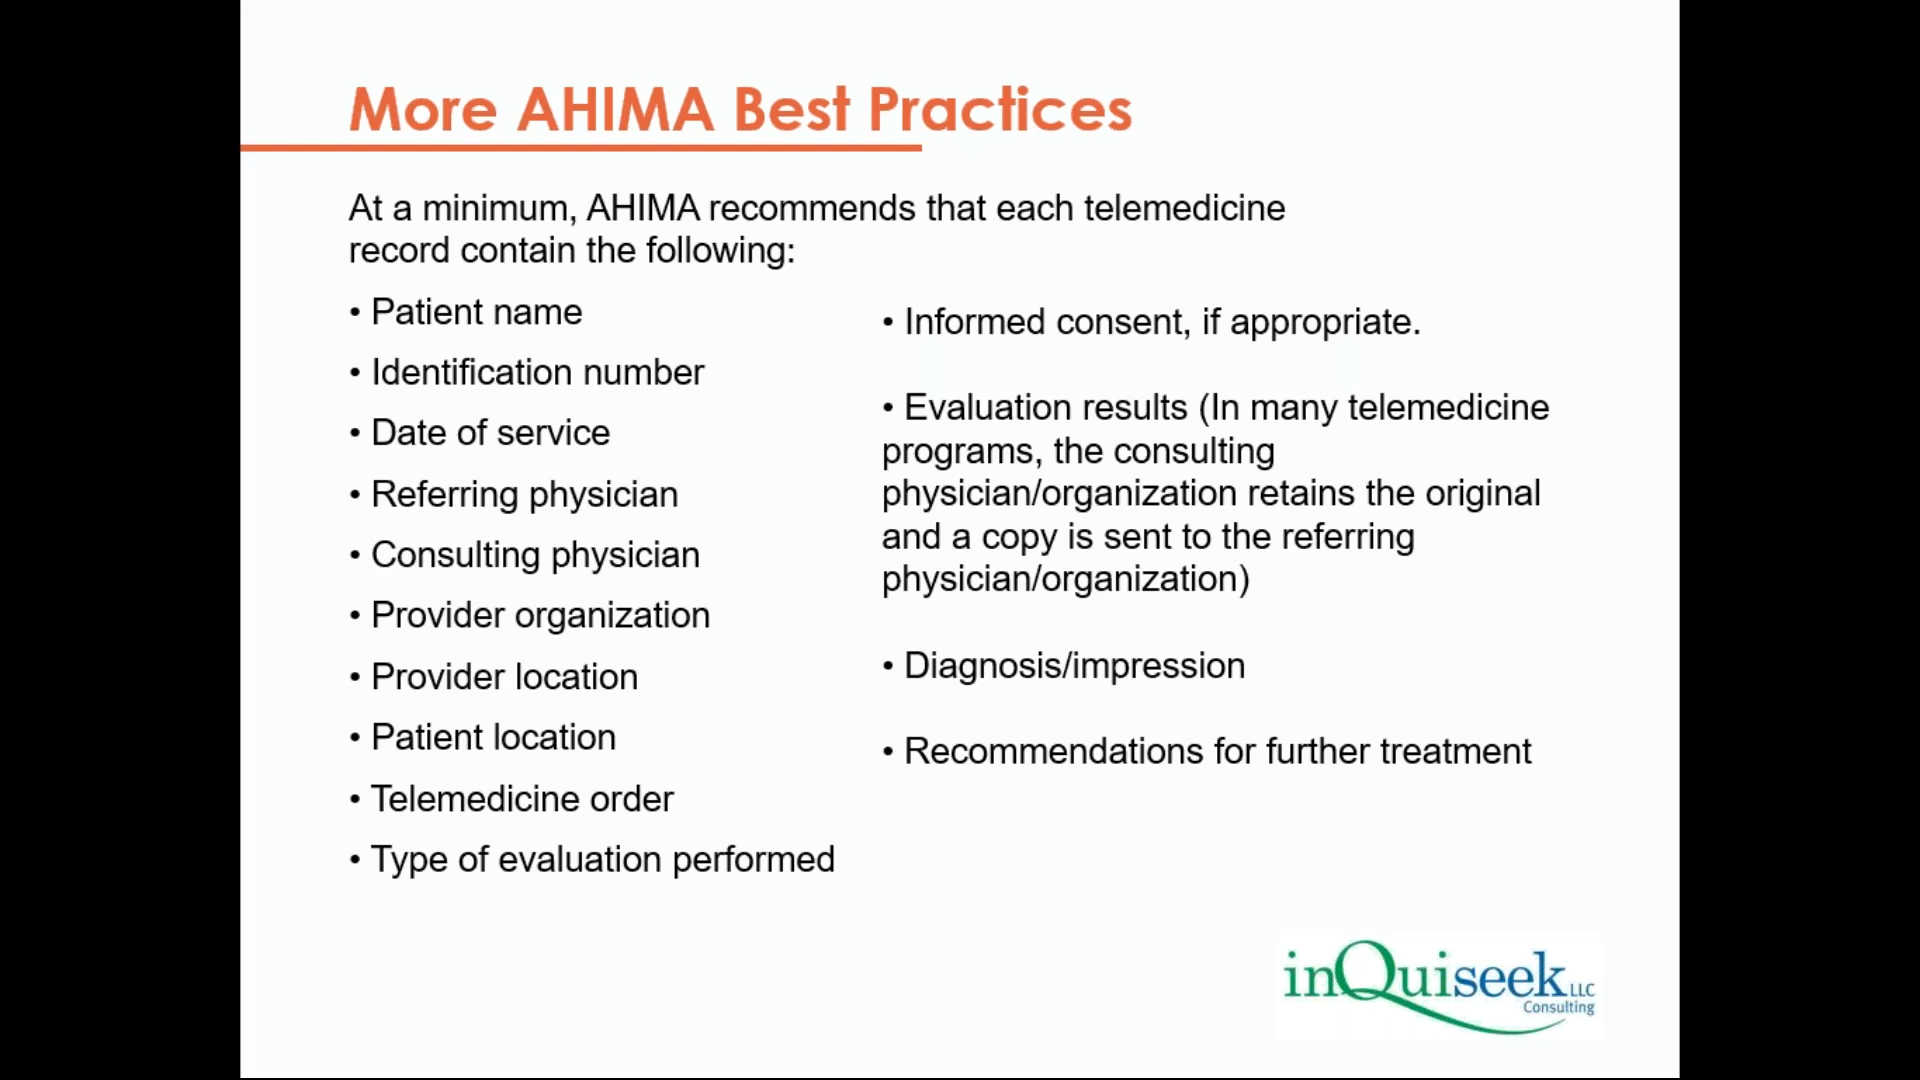 More AHIMA Best Practices
At a minimum, AHIMA recommends that each telemedicine
record contain the following:
• Patient name
• Identification number
• Date of service
• Referring physician
• Consulting physician
• Provider organization
• Provider location
• Patient location
• Telemedicine order
• Type of evaluation performed
• Informed consent, if appropriate.
• Evaluation results (In many telemedicine
programs, the consulting
physician/organization retains the original
and a copy is sent to the referring
physician/organization)
• Diagnosis/impression
• Recommendations for further treatment
inQuiseek LLC
Consulting